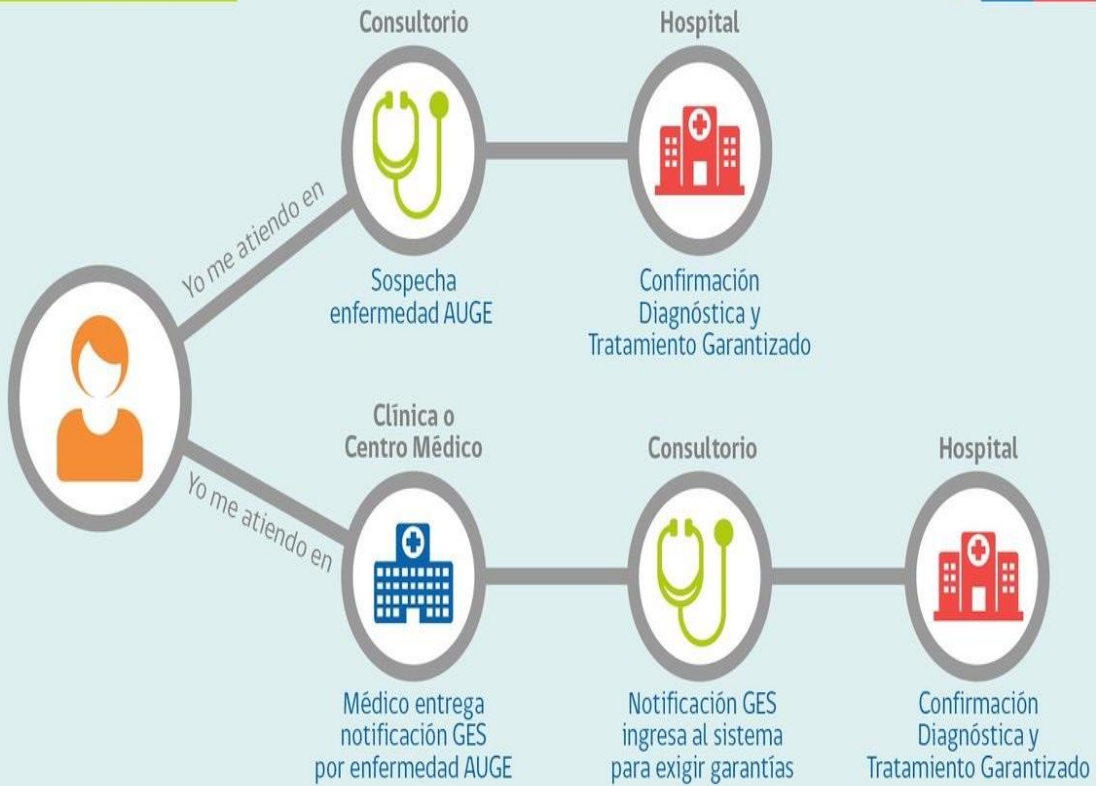 Consultorio
Hospital
Yo me atiendo en
Sospecha
enfermedad AUGE
Confirmación
Diagnóstica y
Tratamiento Garantizado
Yo me atiendo en
Clínica o
Centro Médico
Consultorio
Hospital
Médico entrega
notificación GES
por enfermedad AUGE
Notificación GES
ingresa al sistema
para exigir garantías
Confirmación
Diagnóstica y
Tratamiento Garantizado